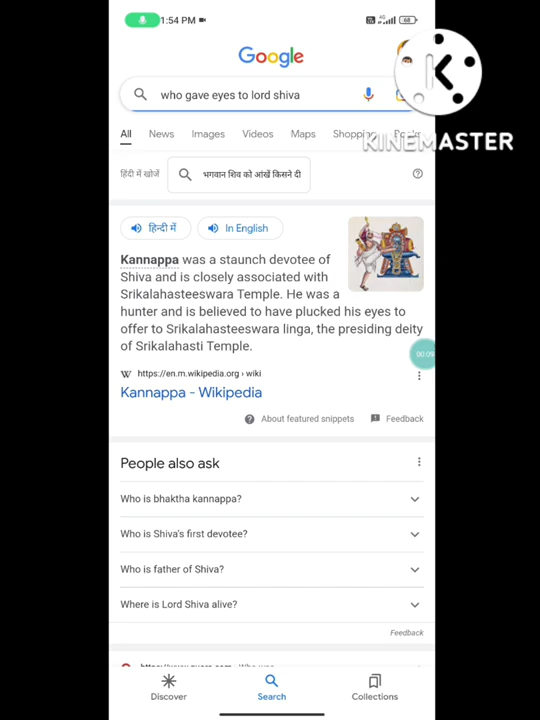 1:54 PM
4G
68
Google
who gave eyes to lord shiva
K
KINEMASTER
All News Images Videos Maps Shopping
हिंदी में खोजें
भगवान शिव को आंखें किसने दी
हिन्दी में
In English
Kannappa was a staunch devotee of
Shiva and is closely associated with
Srikalahasteeswara Temple. He was a
hunter and is believed to have plucked his eyes to
offer to Srikalahasteeswara linga, the presiding deity
of Srikalahasti Temple.
00:09
W https://en.m.wikipedia.org › wiki
Kannappa - Wikipedia
About featured snippets
Feedback
People also ask
Who is bhaktha kannappa?
Who is Shiva's first devotee?
Who is father of Shiva?
Where is Lord Shiva alive?
Feedback
Discover
Search
Collections